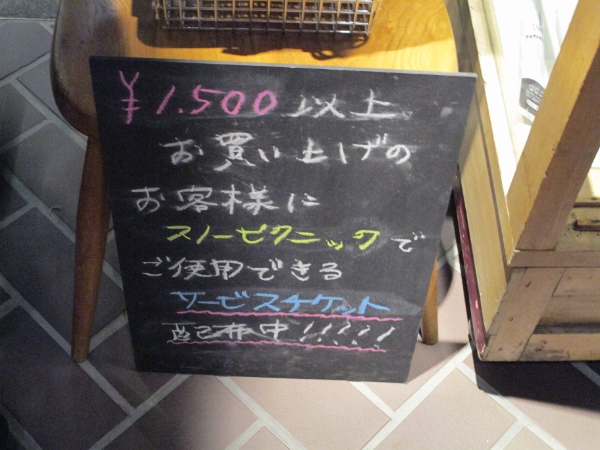 ¥1.500以上
お買い上げの
お客様に
スノーピクニックで
ご使用できる
サービスチケット
配布中!!!!!